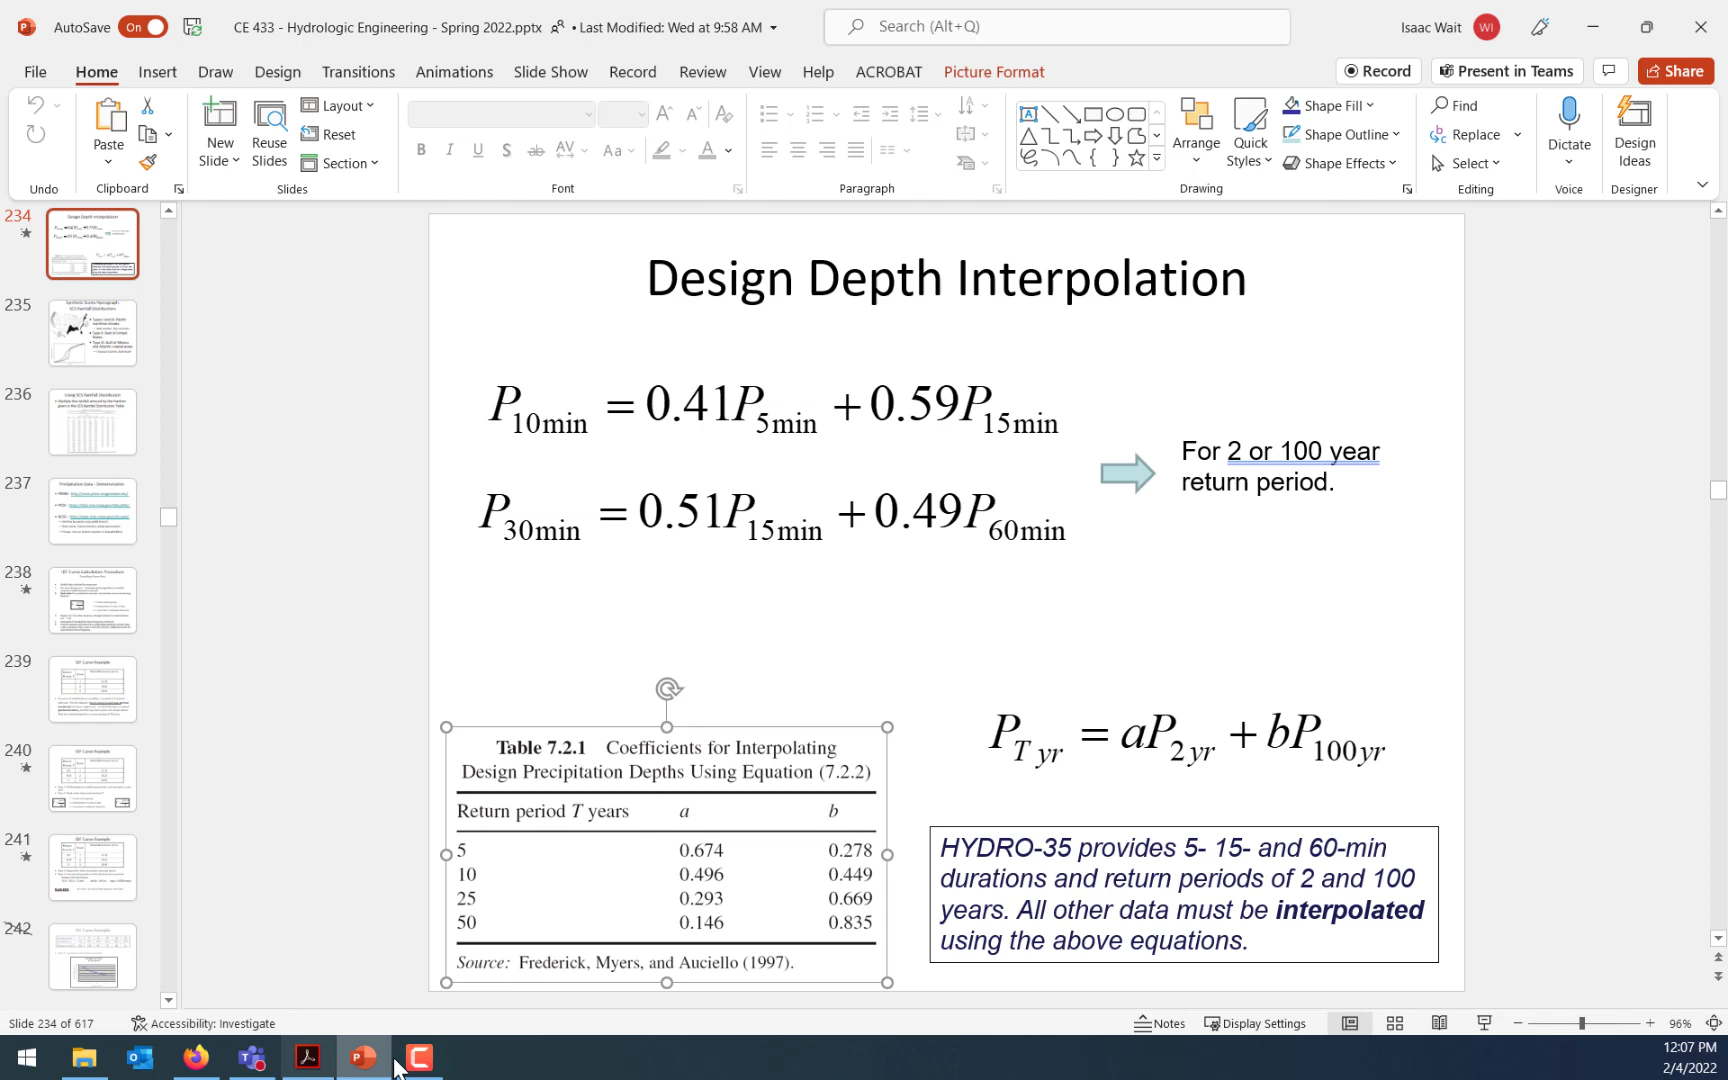 AutoSave On CE 433 - Hydrologic Engineering - Spring 2022.pptx • Last Modified: Wed at 9:58 AM Search (Alt+Q) Isaac Wait WI
File Home Insert Draw Design Transitions Animations Slide Show Record Review View Help ACROBAT Picture Format Record Present in Teams Share
Paste
New
Slide
Reuse
Slides
Layout
Reset
Section
B I U S ab AV Aa A
Arrange
Quick
Styles
Shape Fill
Shape Outline
Shape Effects
Find
Replace
Select
Dictate
Design
Ideas
Undo Clipboard Slides Font Paragraph Drawing Editing Voice Designer
234
235
236
237
238
239
240
241
242
Design Depth Interpolation
P10min = 0.41P5min + 0.59P15min
P30min = 0.51P15min + 0.49P60min
For 2 or 100 year
return period.
PT yr = aP2 yr + bP100 yr
Table 7.2.1 Coefficients for Interpolating
Design Precipitation Depths Using Equation (7.2.2)
Return period T years a b
5 0.674 0.278
10 0.496 0.449
25 0.293 0.669
50 0.146 0.835
Source: Frederick, Myers, and Auciello (1997).
HYDRO-35 provides 5- 15- and 60-min
durations and return periods of 2 and 100
years. All other data must be interpolated
using the above equations.
Slide 234 of 617 Accessibility: Investigate Notes Display Settings 96%
12:07 PM
2/4/2022